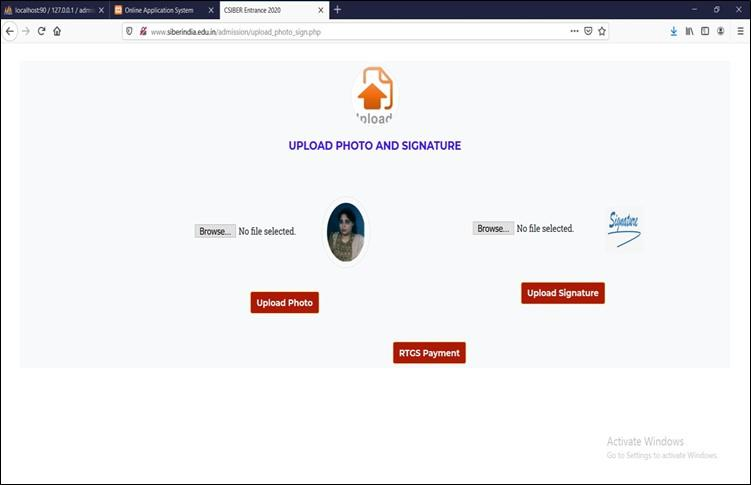 localhost:90 / 127.0.0.1 / admi
Online Application System
CSIBER Entrance 2020
www.siberindia.edu.in/admission/upload_photo_sign.php
Upload
UPLOAD PHOTO AND SIGNATURE
Browse... No file selected.
Browse... No file selected.
Signature
Upload Photo
Upload Signature
RTGS Payment
Activate Windows
Go to Settings to activate Windows.